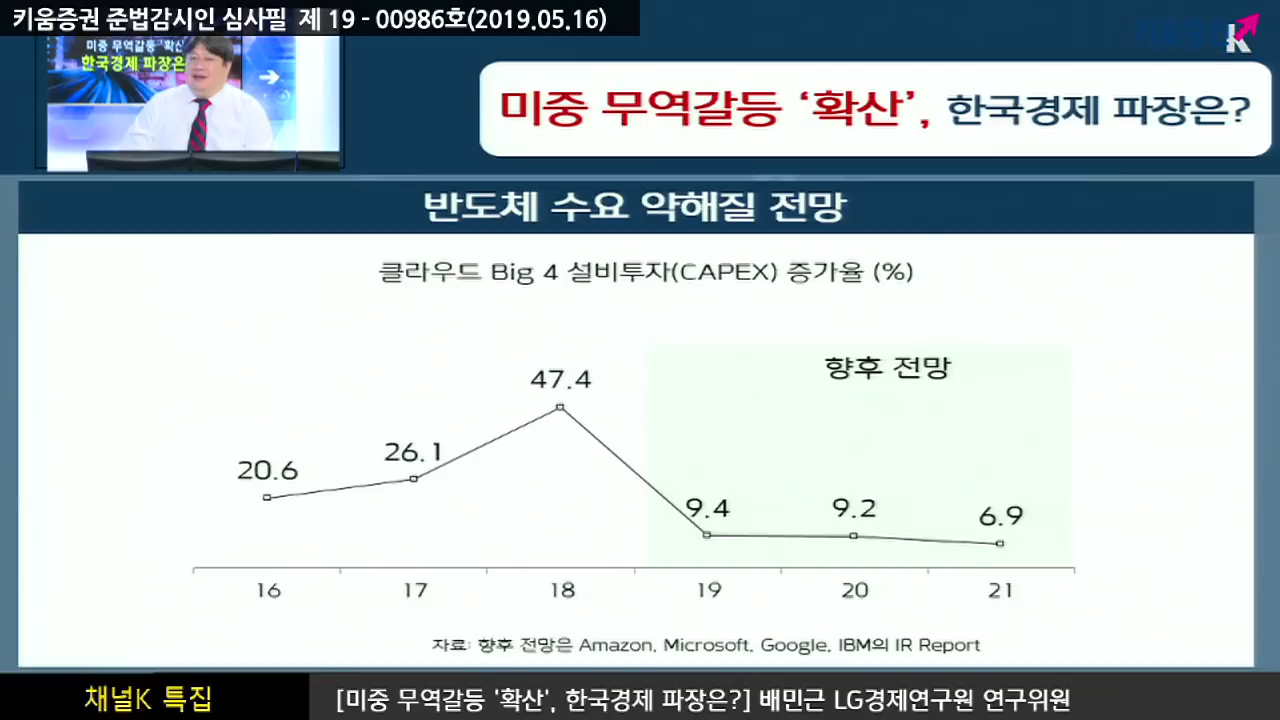 키움증권 준법감시인 심사필 제 19 - 00986호(2019.05.16)
K
미중 무역갈등 '확산'
한국경제 파장은
미중 무역갈등 ‘확산’, 한국경제 파장은?
반도체 수요 약해질 전망
클라우드 Big 4 설비투자(CAPEX) 증가율 (%)
향후 전망
47.4
26.1
20.6
9.4
9.2
6.9
16 17 18 19 20 21
자료: 향후 전망은 Amazon, Microsoft, Google, IBM의 IR Report
채널K 특집
[미중 무역갈등 '확산', 한국경제 파장은?] 배민근 LG경제연구원 연구위원